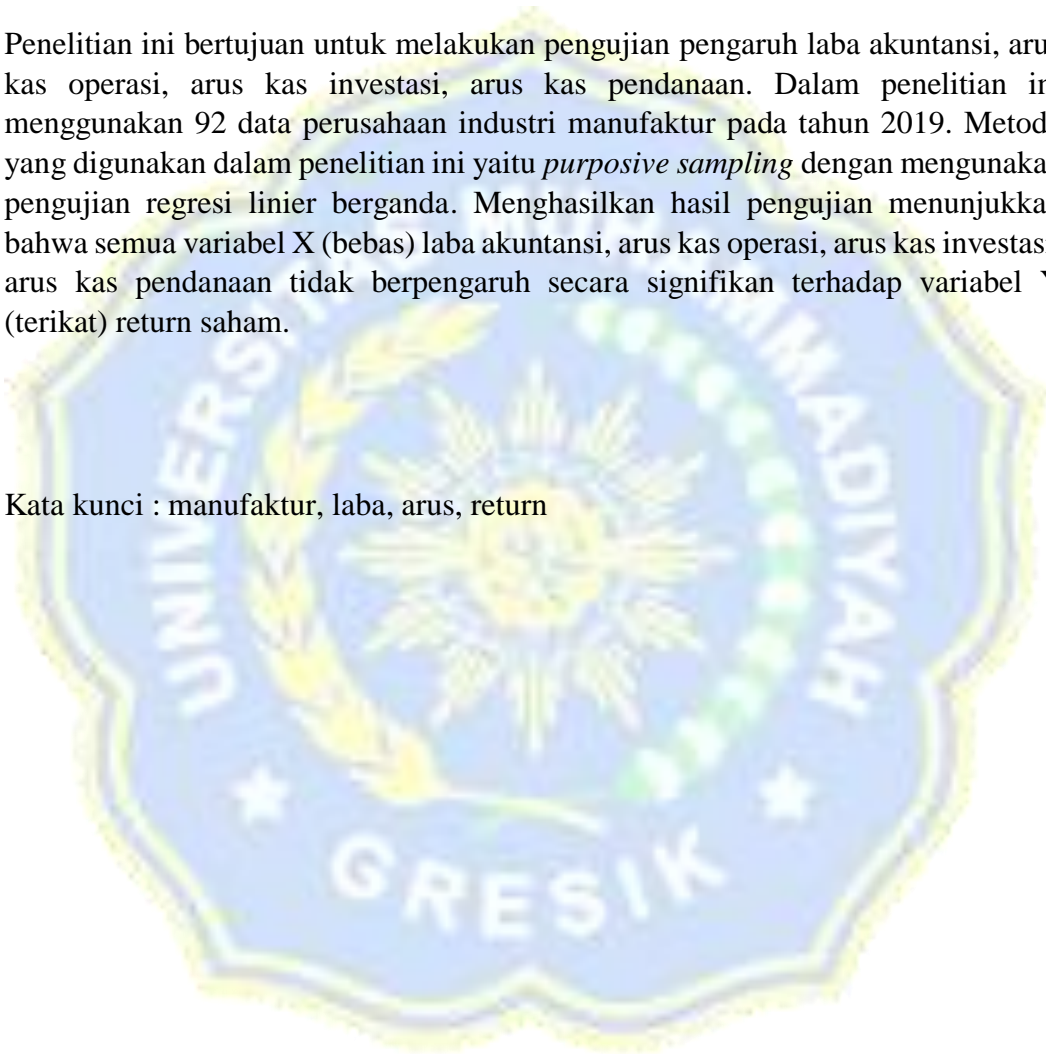 Penelitian ini bertujuan untuk melakukan pengujian pengaruh laba akuntansi, aru
kas operasi, arus kas investasi, arus kas pendanaan. Dalam penelitian in
menggunakan 92 data perusahaan industri manufaktur pada tahun 2019. Metod
yang digunakan dalam penelitian ini yaitu purposive sampling dengan mengunaka
pengujian regresi linier berganda. Menghasilkan hasil pengujian menunjukka
bahwa semua variabel X (bebas) laba akuntansi, arus kas operasi, arus kas investasi
arus kas pendanaan tidak berpengaruh secara signifikan terhadap variabel Y
(terikat) return saham.
Kata kunci : manufaktur, laba, arus, return
UNIVERSITAS MUHAMMADIYAH
GRESIK